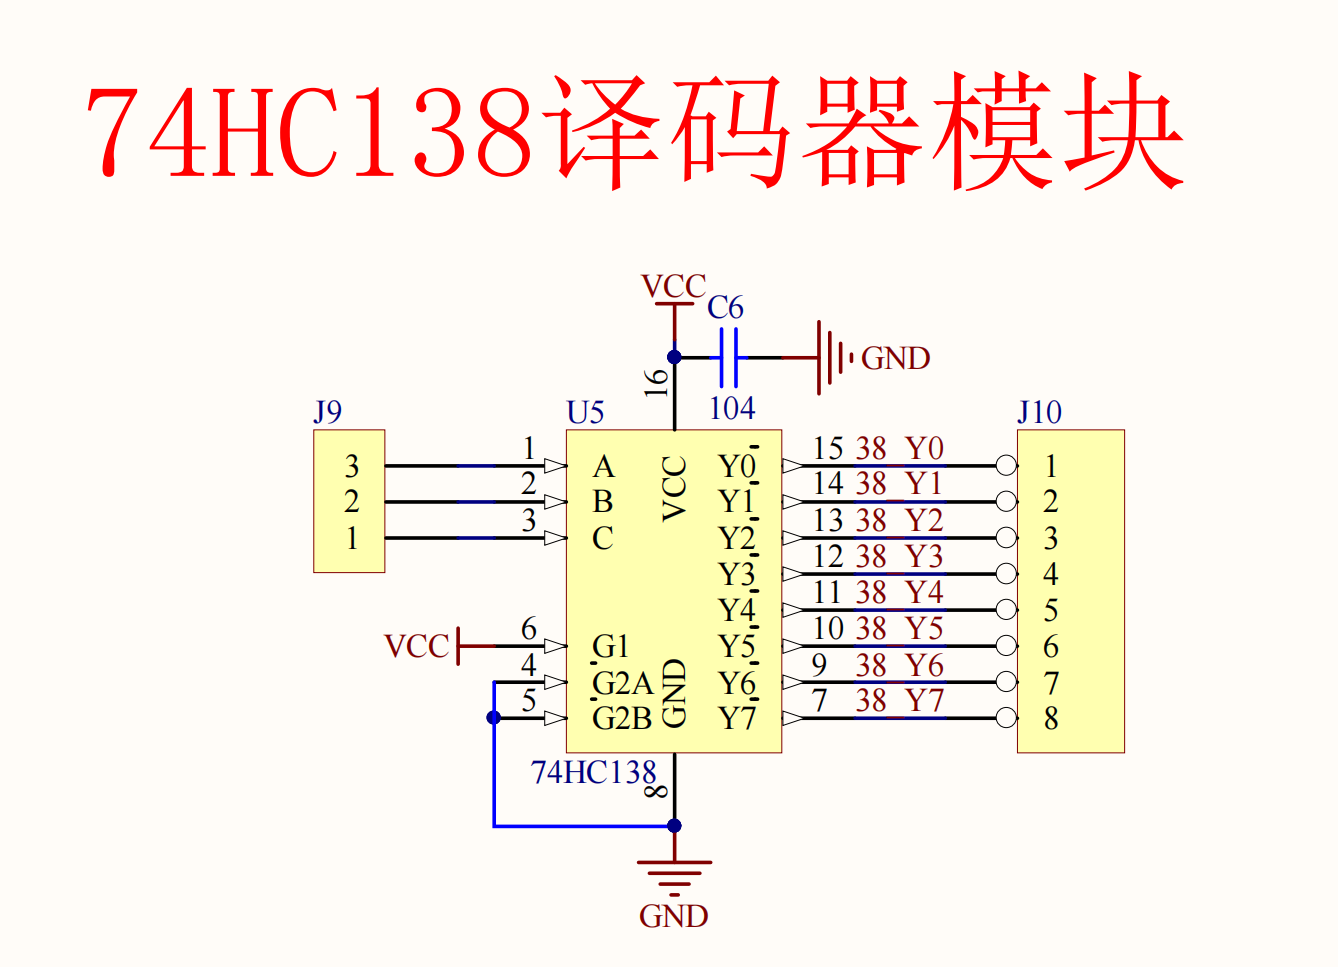 74HC138译码器模块
VCC
C6
GND
16
104
J9
U5
J10
3 1 A VCC Y0 15 38 Y0 1
2 2 B Y1 14 38 Y1 2
1 3 C Y2 13 38 Y2 3
Y3 12 38 Y3 4
Y4 11 38 Y4 5
VCC 6 G1 Y5 10 38 Y5 6
4 G2A GND Y6 9 38 Y6 7
5 G2B Y7 7 38 Y7 8
74HC138
8
GND